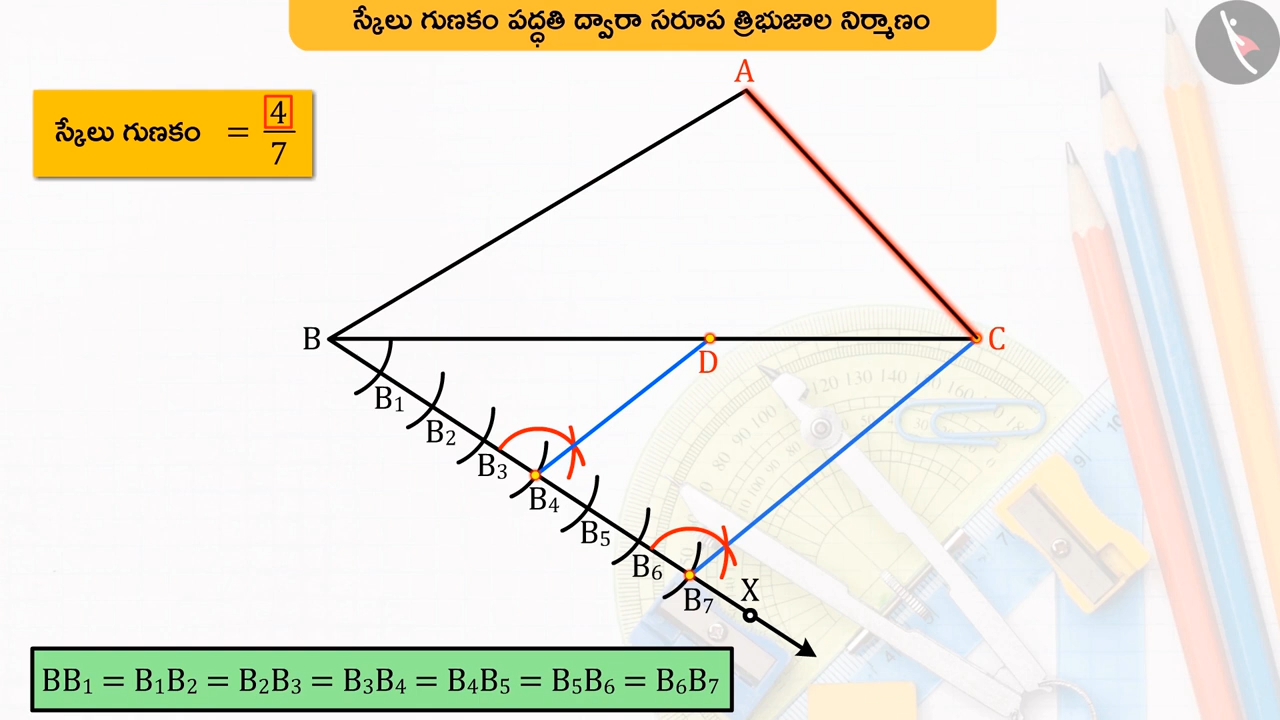 స్కేలు గుణకం పద్ధతి ద్వారా సరూప త్రిభుజాల నిర్మాణం
స్కేలు గుణకం = 4/7
A
B
D
C
B₁
B₂
B₃
B₄
B₅
B₆
B₇
X
BB₁ = B₁B₂ = B₂B₃ = B₃B₄ = B₄B₅ = B₅B₆ = B₆B₇